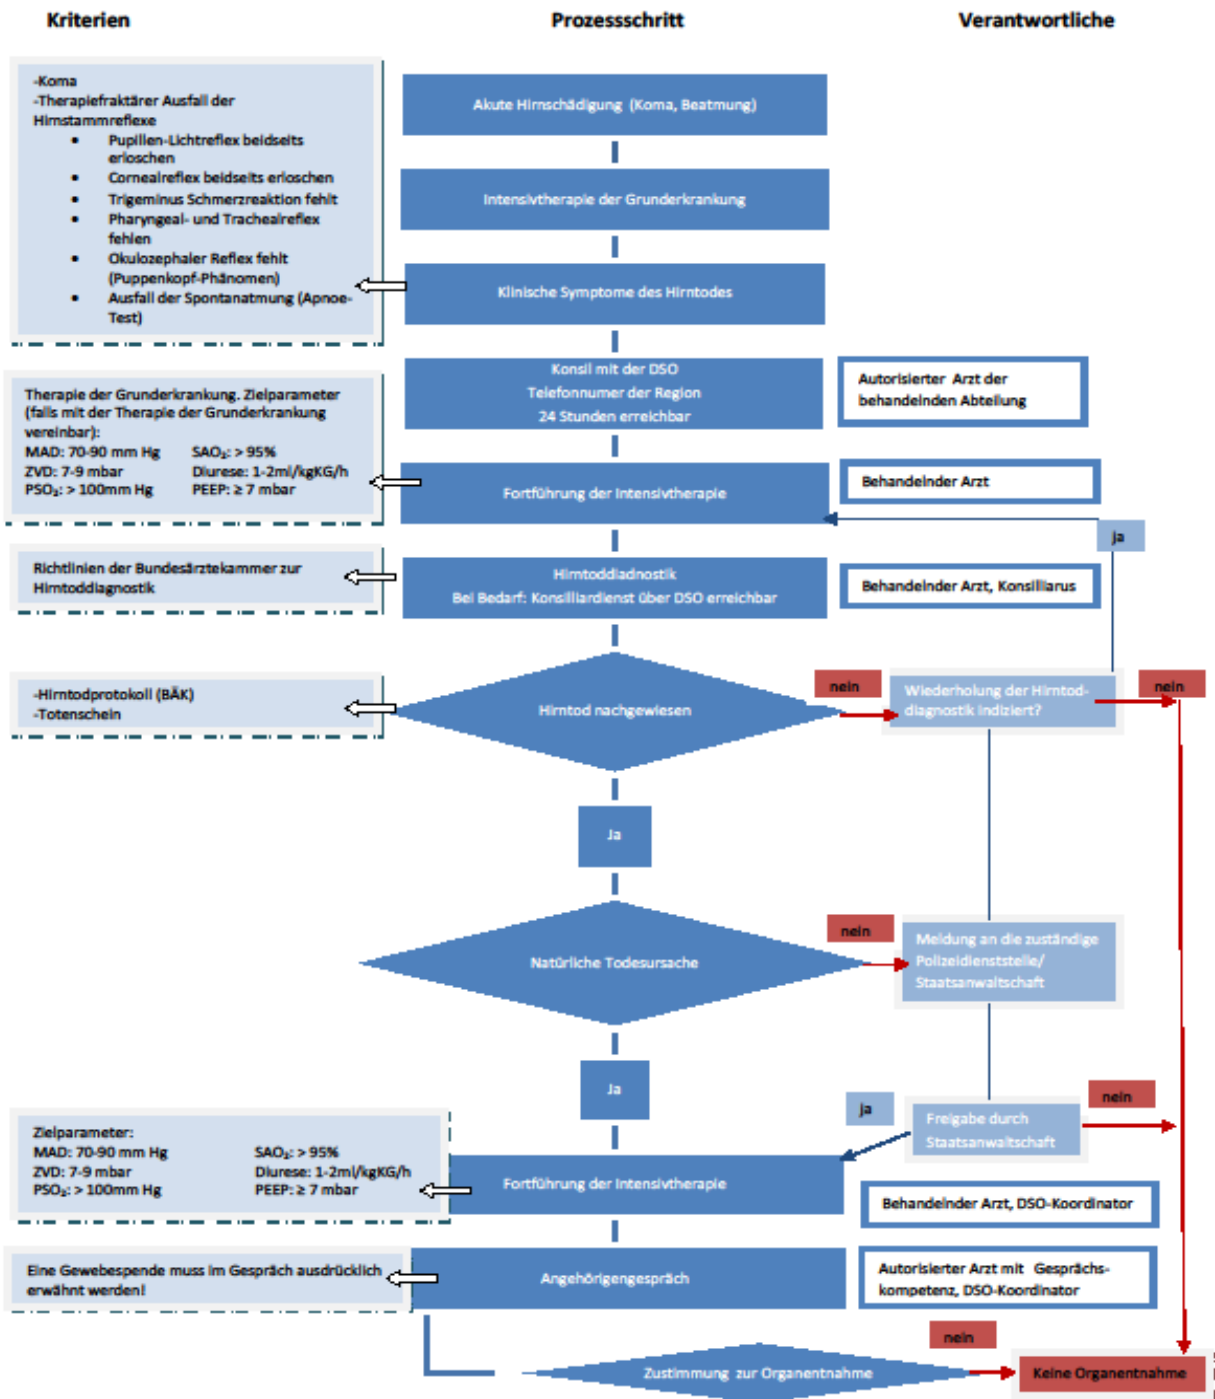 Kriterien
Prozessschritt
Verantwortliche
-Koma
-Therapiefraktärer Ausfall der
Hirnstammreflexe
• Pupillen-Lichtreflex beidseits
erloschen
• Cornealreflex beidseits erloschen
• Trigeminus Schmerzreaktion fehlt
• Pharyngeal- und Trachealreflex
fehlen
• Okulozephaler Reflex fehlt
(Puppenkopf-Phänomen)
• Ausfall der Spontanatmung (Apnoe-
Test)
Akute Hirnschädigung (Koma, Beatmung)
Intensivtherapie der Grunderkrankung
Klinische Symptome des Hirntodes
Konsil mit der DSO
Telefonnumer der Region
24 Stunden erreichbar
Autorisierter Arzt der
behandelnden Abteilung
Therapie der Grunderkrankung. Zielparameter
(falls mit der Therapie der Grunderkrankung
vereinbar):
MAD: 70-90 mm Hg SAO₂: > 95%
ZVD: 7-9 mbar Diurese: 1-2ml/kgKG/h
PSO₂: > 100mm Hg PEEP: ≥ 7 mbar
Fortführung der Intensivtherapie
Behandelnder Arzt
ja
Richtlinien der Bundesärztekammer zur
Hirntoddiagnostik
Hirntoddiadnostik
Bei Bedarf: Konsilliardienst über DSO erreichbar
Behandelnder Arzt, Konsilliarus
-Hirntodprotokoll (BÄK)
-Totenschein
Hirntod nachgewiesen
nein
Wiederholung der Hirntod-
diagnostik indiziert?
nein
Ja
Natürliche Todesursache
nein
Meldung an die zuständige
Polizeidienststelle/
Staatsanwaltschaft
Ja
ja
Freigabe durch
Staatsanwaltschaft
nein
Zielparameter:
MAD: 70-90 mm Hg SAO₂: > 95%
ZVD: 7-9 mbar Diurese: 1-2ml/kgKG/h
PSO₂: > 100mm Hg PEEP: ≥ 7 mbar
Fortführung der Intensivtherapie
Behandelnder Arzt, DSO-Koordinator
Eine Gewebespende muss im Gespräch ausdrücklich
erwähnt werden!
Angehörigengespräch
Autorisierter Arzt mit Gesprächs-
kompetenz, DSO-Koordinator
nein
Zustimmung zur Organentnahme
Keine Organentnahme